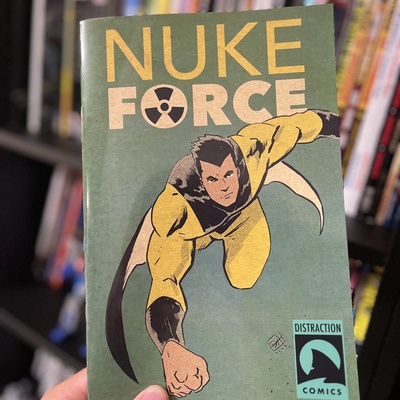 NUKE
FORCE
DISTRACTION
COMICS